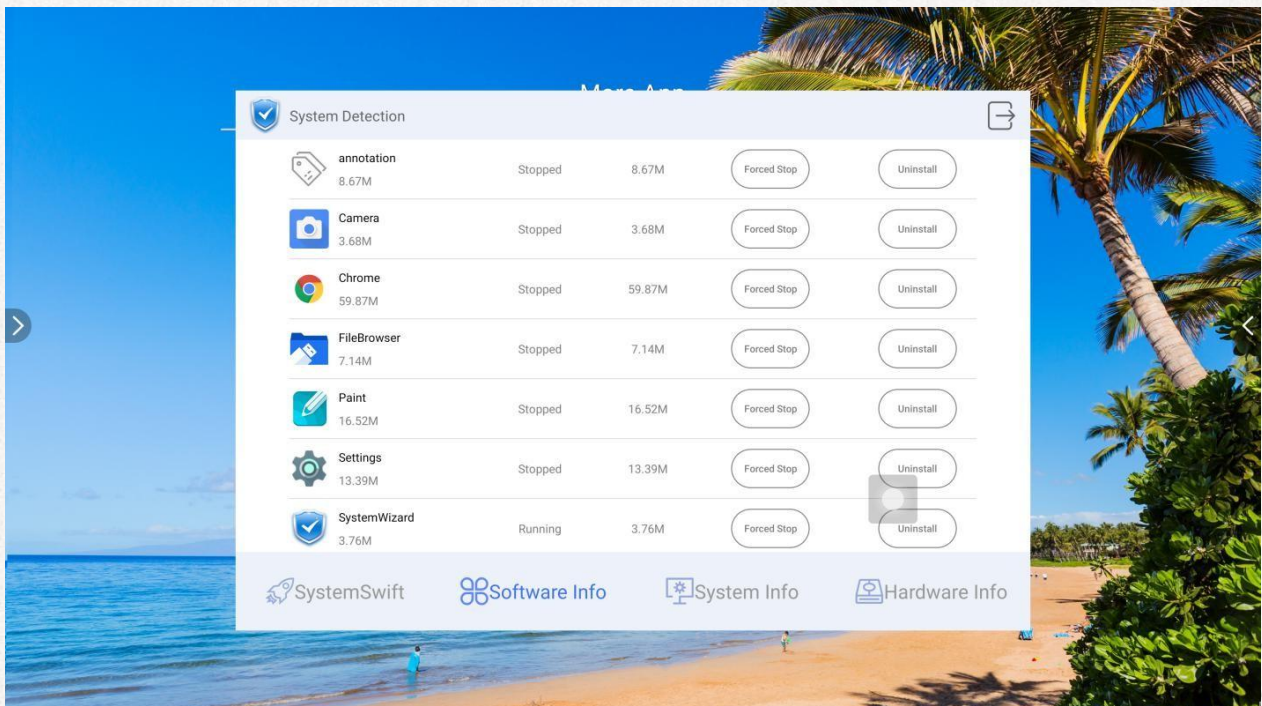 System Detection
annotation
8.67M
Stopped
8.67M
Forced Stop
Uninstall
Camera
3.68M
Stopped
3.68M
Forced Stop
Uninstall
Chrome
59.87M
Stopped
59.87M
Forced Stop
Uninstall
FileBrowser
7.14M
Stopped
7.14M
Forced Stop
Uninstall
Paint
16.52M
Stopped
16.52M
Forced Stop
Uninstall
Settings
13.39M
Stopped
13.39M
Forced Stop
Uninstall
SystemWizard
3.76M
Running
3.76M
Forced Stop
Uninstall
SystemSwift
Software Info
System Info
Hardware Info